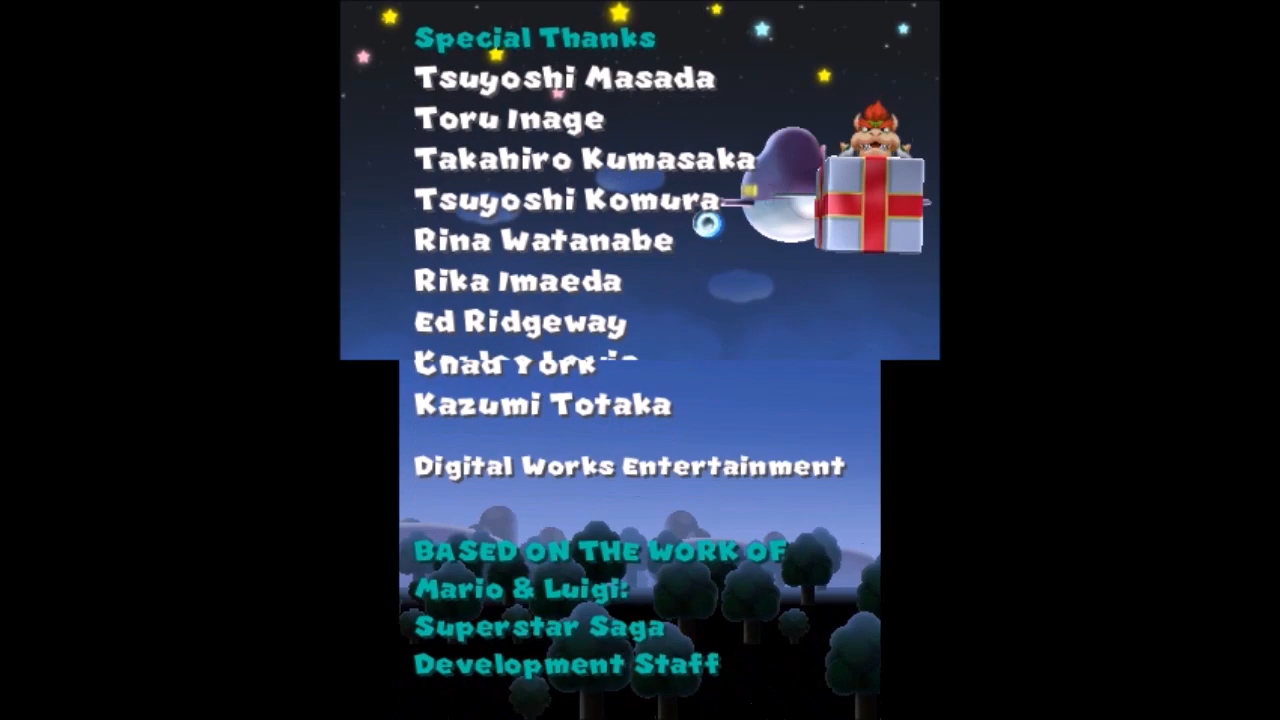 Special Thanks
Tsuyoshi Masada
Toru Inage
Takahiro Kumasaka
Tsuyoshi Komura
Rina Watanabe
Rika Imaeda
Ed Ridgeway
Kazumi Totaka
Digital Works Entertainment
BASED ON THE WORK OF
Mario & Luigi:
Superstar Saga
Development Staff